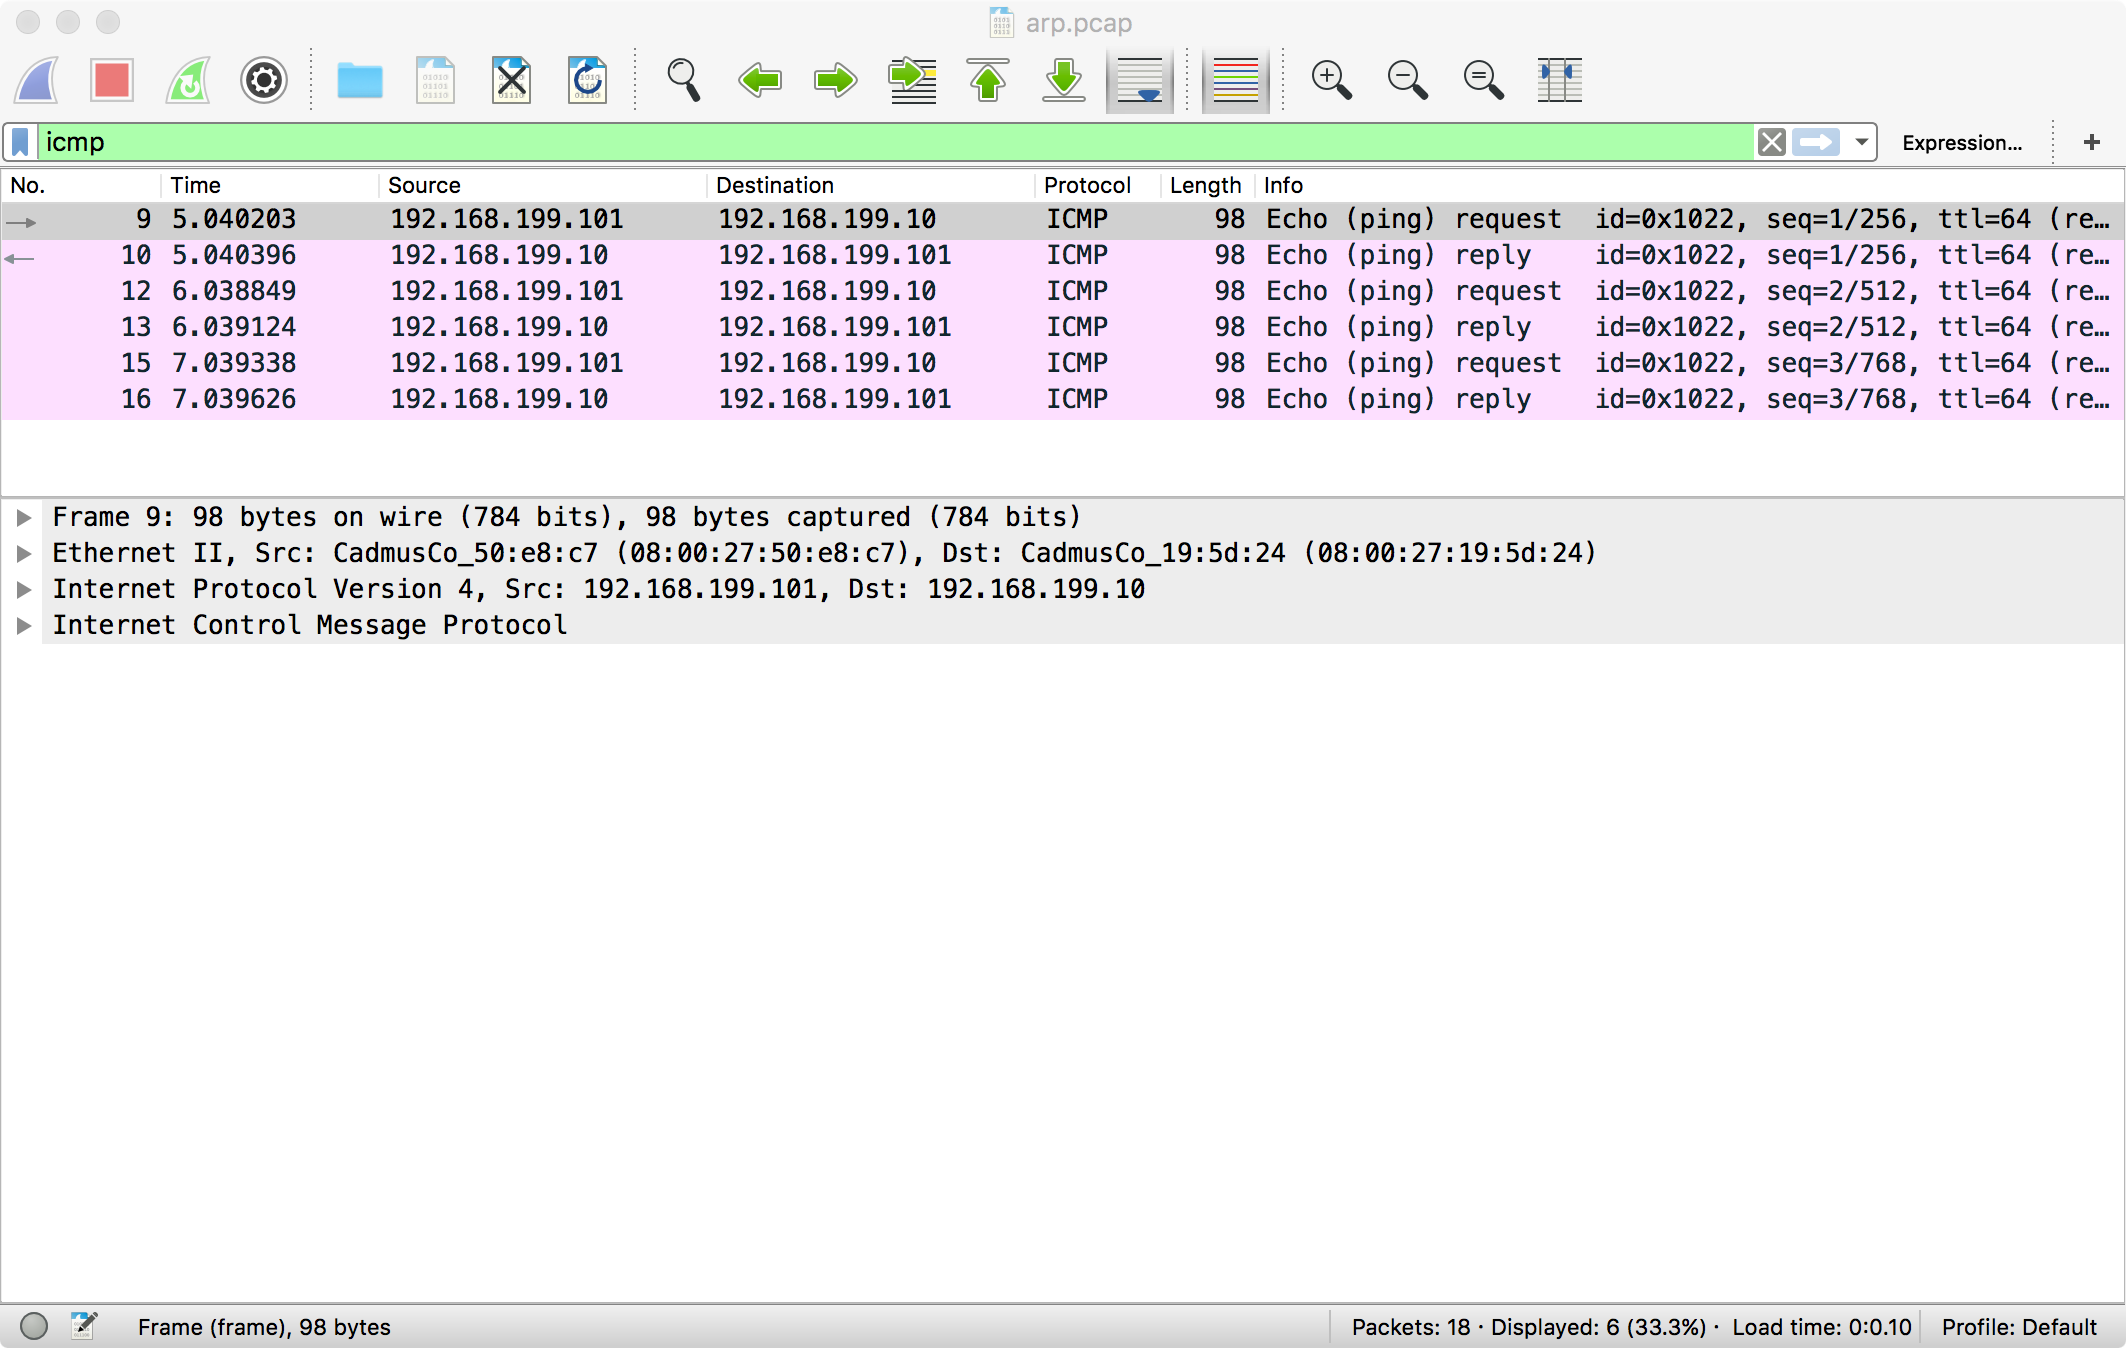 arp.pcap
icmp
Expression…
+
No. Time Source Destination Protocol Length Info
9 5.040203 192.168.199.101 192.168.199.10 ICMP 98 Echo (ping) request id=0x1022, seq=1/256, ttl=64 (re…
10 5.040396 192.168.199.10 192.168.199.101 ICMP 98 Echo (ping) reply id=0x1022, seq=1/256, ttl=64 (re…
12 6.038849 192.168.199.101 192.168.199.10 ICMP 98 Echo (ping) request id=0x1022, seq=2/512, ttl=64 (re…
13 6.039124 192.168.199.10 192.168.199.101 ICMP 98 Echo (ping) reply id=0x1022, seq=2/512, ttl=64 (re…
15 7.039338 192.168.199.101 192.168.199.10 ICMP 98 Echo (ping) request id=0x1022, seq=3/768, ttl=64 (re…
16 7.039626 192.168.199.10 192.168.199.101 ICMP 98 Echo (ping) reply id=0x1022, seq=3/768, ttl=64 (re…
Frame 9: 98 bytes on wire (784 bits), 98 bytes captured (784 bits)
Ethernet II, Src: CadmusCo_50:e8:c7 (08:00:27:50:e8:c7), Dst: CadmusCo_19:5d:24 (08:00:27:19:5d:24)
Internet Protocol Version 4, Src: 192.168.199.101, Dst: 192.168.199.10
Internet Control Message Protocol
Frame (frame), 98 bytes
Packets: 18 · Displayed: 6 (33.3%) · Load time: 0:0.10
Profile: Default